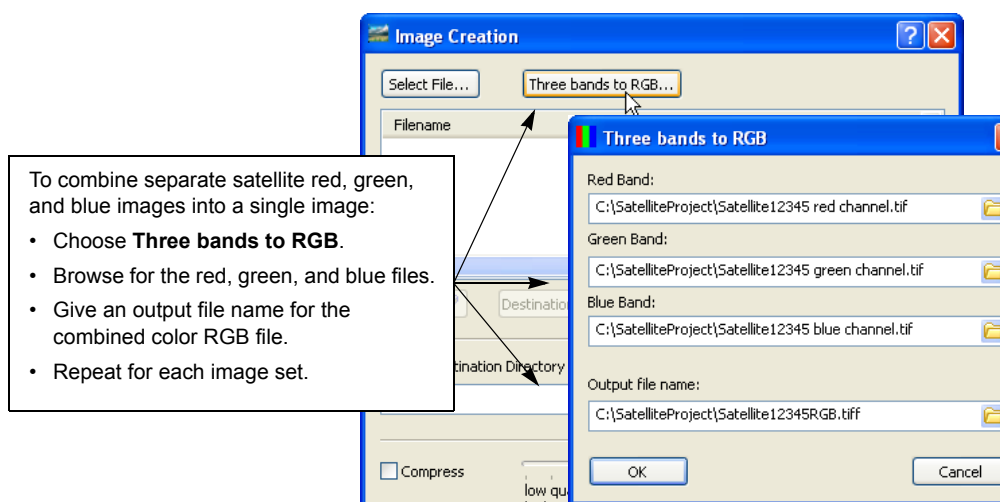 Image Creation
Select File...
Three bands to RGB...
Filename
Three bands to RGB
To combine separate satellite red, green,
and blue images into a single image:
• Choose Three bands to RGB.
• Browse for the red, green, and blue files.
• Give an output file name for the
combined color RGB file.
• Repeat for each image set.
Red Band:
C:\SatelliteProject\Satellite12345 red channel.tif
Green Band:
C:\SatelliteProject\Satellite12345 green channel.tif
Blue Band:
C:\SatelliteProject\Satellite12345 blue channel.tif
Directory
Output file name:
C:\SatelliteProject\Satellite12345RGB.tiff
OK
Cancel
Compress
low